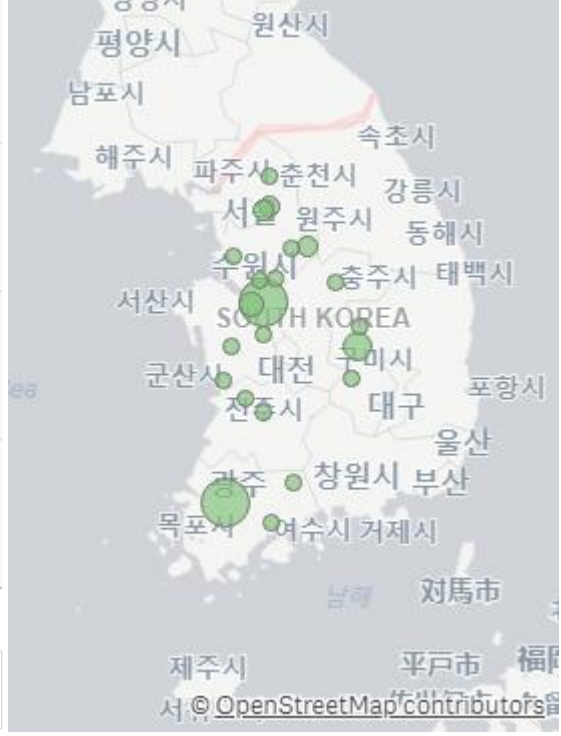 원산시
평양시
남포시
속초시
해주시
파주시
춘천시
강릉시
서울
원주시
동해시
수원시
충주시
태백시
서산시
SOUTH KOREA
대전
구미시
군산시
포항시
전주시
대구
울산
광주
창원시
부산
목포시
여수시
거제시
남해
対馬市
제주시
平戸市
© OpenStreetMap contributors